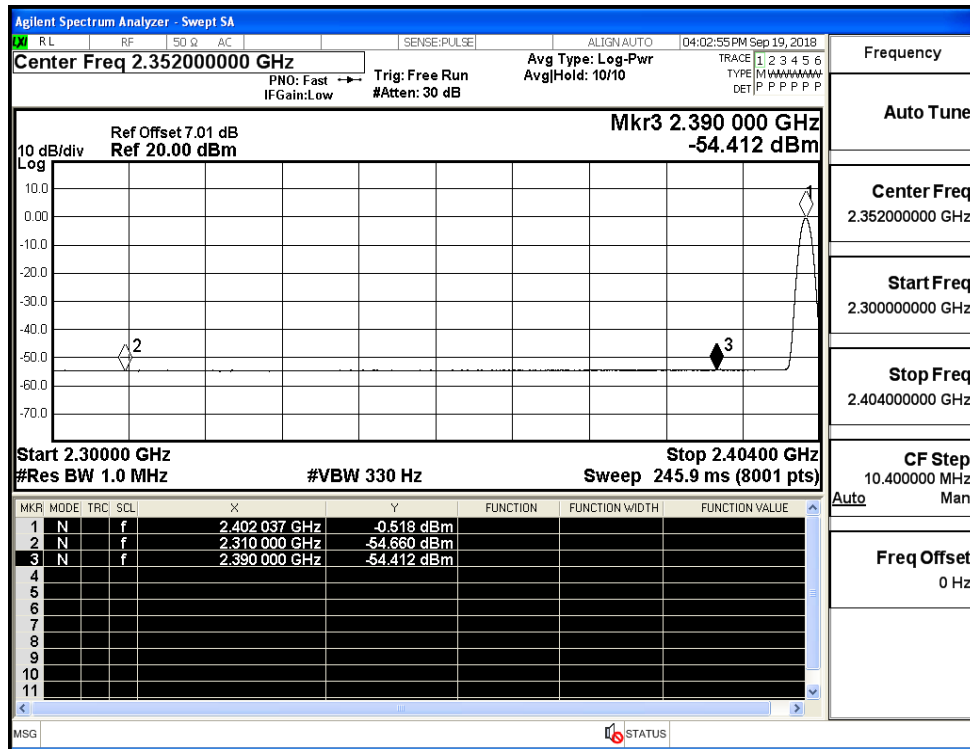 Agilent Spectrum Analyzer - Swept SA
LXI RL RF 50 Ω AC SENSE:PULSE ALIGN AUTO 04:02:55 PM Sep 19, 2018
Center Freq 2.352000000 GHz
PNO: Fast
IFGain:Low
Trig: Free Run
#Atten: 30 dB
Avg Type: Log-Pwr
Avg|Hold: 10/10
TRACE 1 2 3 4 5 6
TYPE M WWWWW
DET P P P P P P
Ref Offset 7.01 dB
10 dB/div Ref 20.00 dBm
Log
Mkr3 2.390 000 GHz
-54.412 dBm
10.0
0.00
-10.0
-20.0
-30.0
-40.0
-50.0
-60.0
-70.0
1
2
3
Start 2.30000 GHz Stop 2.40400 GHz
#Res BW 1.0 MHz #VBW 330 Hz Sweep 245.9 ms (8001 pts)
MKR MODE TRC SCL X Y FUNCTION FUNCTION WIDTH FUNCTION VALUE
1 N f 2.402 037 GHz -0.518 dBm
2 N f 2.310 000 GHz -54.660 dBm
3 N f 2.390 000 GHz -54.412 dBm
4
5
6
7
8
9
10
11
MSG STATUS
Frequency
Auto Tune
Center Freq
2.352000000 GHz
Start Freq
2.300000000 GHz
Stop Freq
2.404000000 GHz
CF Step
10.400000 MHz
Auto Man
Freq Offset
0 Hz